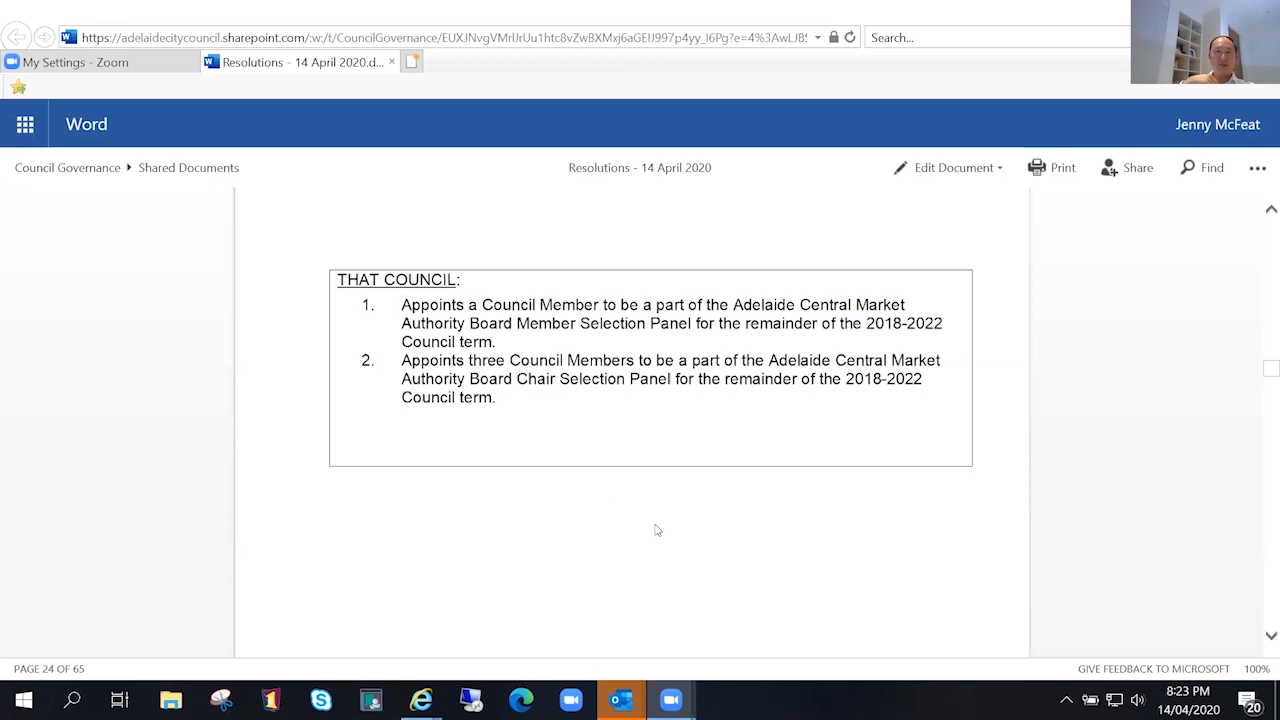 https://adelaidecitycouncil.sharepoint.com/:w:/t/CouncilGovernance/
Search...
My Settings - Zoom
Resolutions - 14 April 2020.d...
Word
Jenny McFeat
Council Governance
Shared Documents
Resolutions - 14 April 2020
Edit Document
Print
Share
Find
THAT COUNCIL:
1. Appoints a Council Member to be a part of the Adelaide Central Market
Authority Board Member Selection Panel for the remainder of the 2018-2022
Council term.
2. Appoints three Council Members to be a part of the Adelaide Central Market
Authority Board Chair Selection Panel for the remainder of the 2018-2022
Council term.
PAGE 24 OF 65
GIVE FEEDBACK TO MICROSOFT
100%
8:23 PM
14/04/2020
20